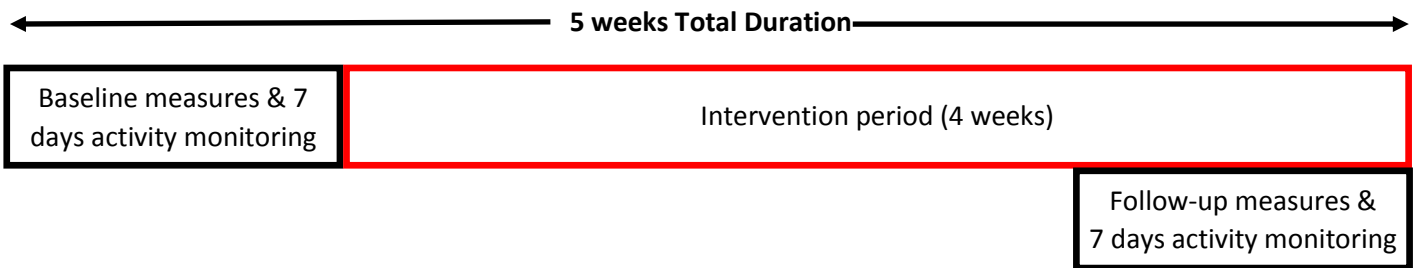 5 weeks Total Duration
Baseline measures & 7
days activity monitoring
Intervention period (4 weeks)
Follow-up measures &
7 days activity monitoring